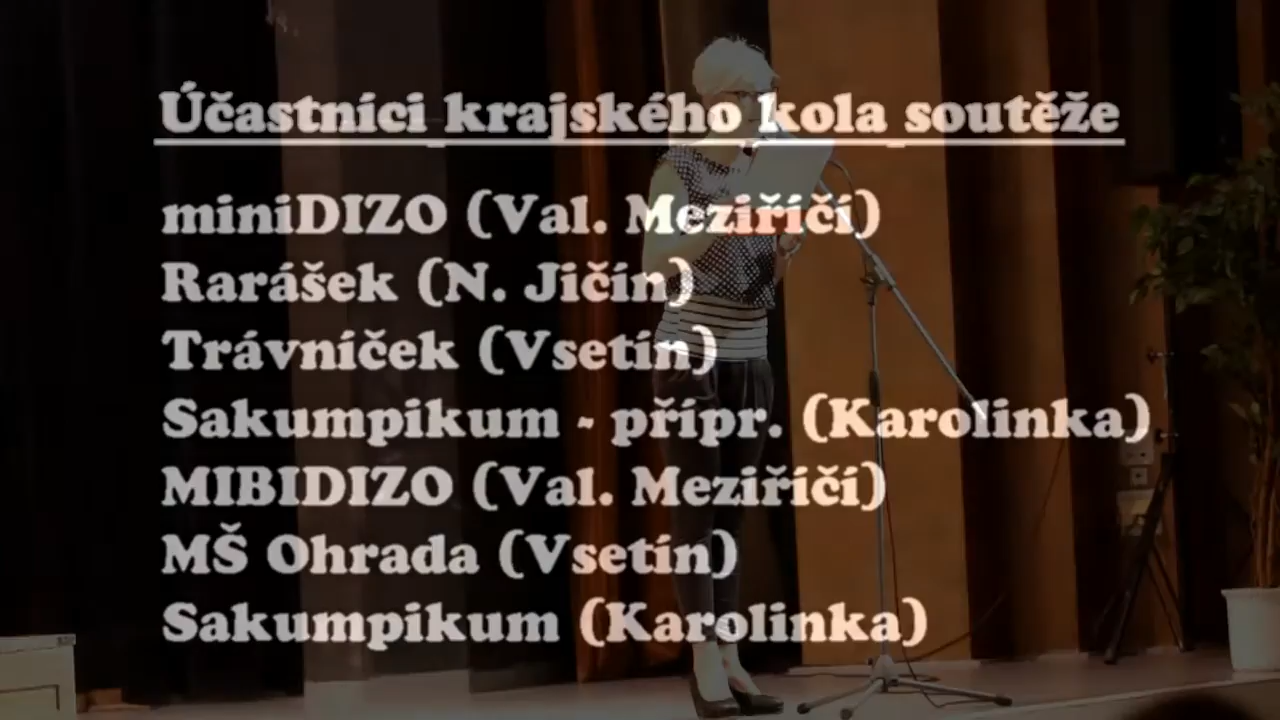 Účastníci krajského kola soutěže
miniDIZO (Val. Meziříčí)
Rarášek (N. Jičín)
Trávníček (Vsetín)
Sakumpikum - přípr. (Karolinka)
MIBIDIZO (Val. Meziříčí)
MŠ Ohrada (Vsetín)
Sakumpikum (Karolinka)